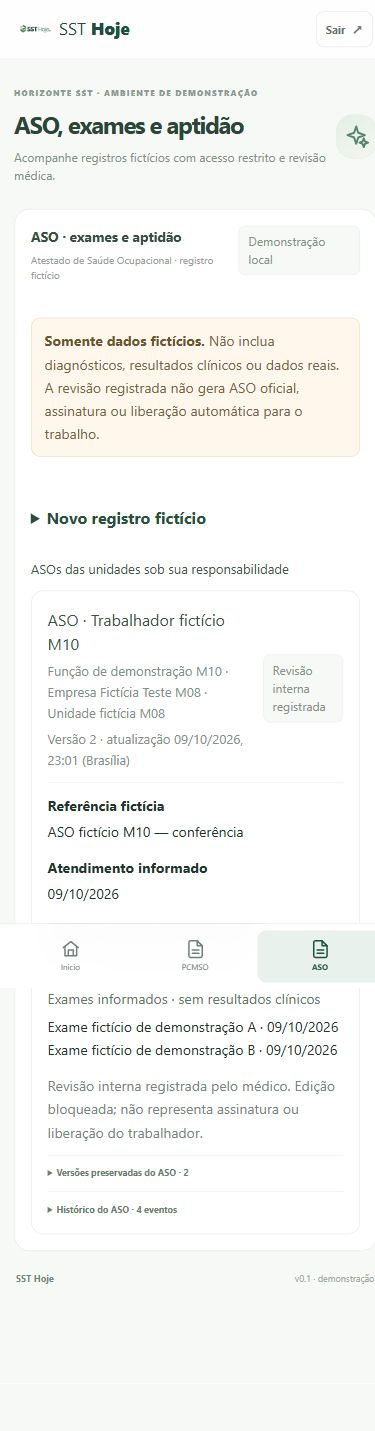 SST Hoje
SST Hoje
Sair ↗
HORIZONTE SST · AMBIENTE DE DEMONSTRAÇÃO
ASO, exames e aptidão
Acompanhe registros fictícios com acesso restrito e revisão
médica.
ASO · exames e aptidão
Atestado de Saúde Ocupacional · registro
fictício
Demonstração
local
Somente dados fictícios. Não inclua
diagnósticos, resultados clínicos ou dados reais.
A revisão registrada não gera ASO oficial,
assinatura ou liberação automática para o
trabalho.
Novo registro fictício
ASOs das unidades sob sua responsabilidade
ASO · Trabalhador fictício
M10
Função de demonstração M10 ·
Empresa Fictícia Teste M08 ·
Unidade fictícia M08
Versão 2 · atualização 09/10/2026,
23:01 (Brasília)
Revisão
interna
registrada
Referência fictícia
ASO fictício M10 — conferência
Atendimento informado
09/10/2026
Início
PCMSO
ASO
Exames informados · sem resultados clínicos
Exame fictício de demonstração A · 09/10/2026
Exame fictício de demonstração B · 09/10/2026
Revisão interna registrada pelo médico. Edição
bloqueada; não representa assinatura ou
liberação do trabalhador.
Versões preservadas do ASO · 2
Histórico do ASO · 4 eventos
SST Hoje
v0.1 · demonstração